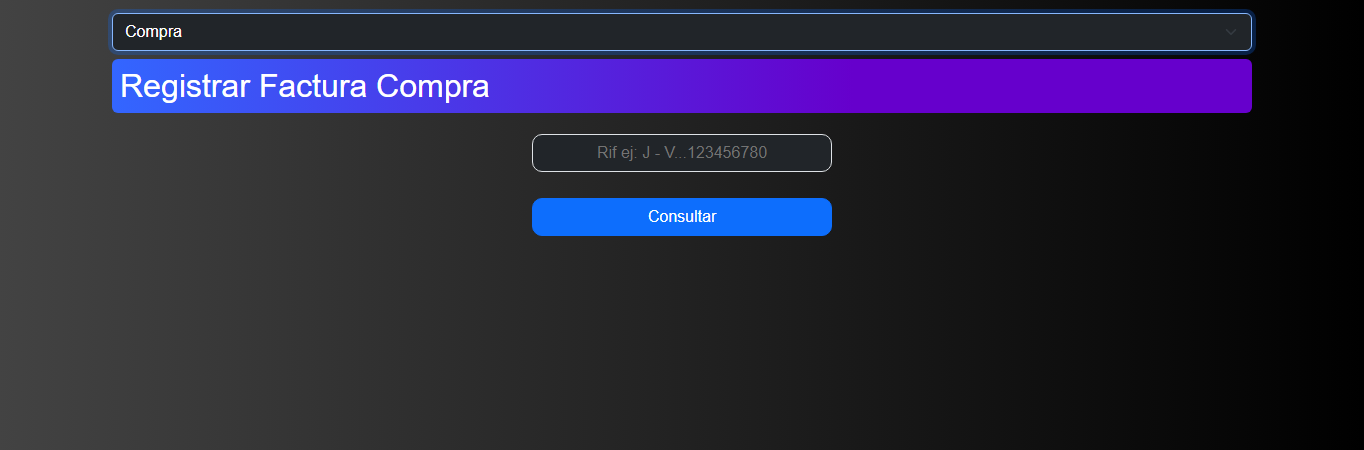 Compra
Registrar Factura Compra
Rif ej: J - V...123456780
Consultar